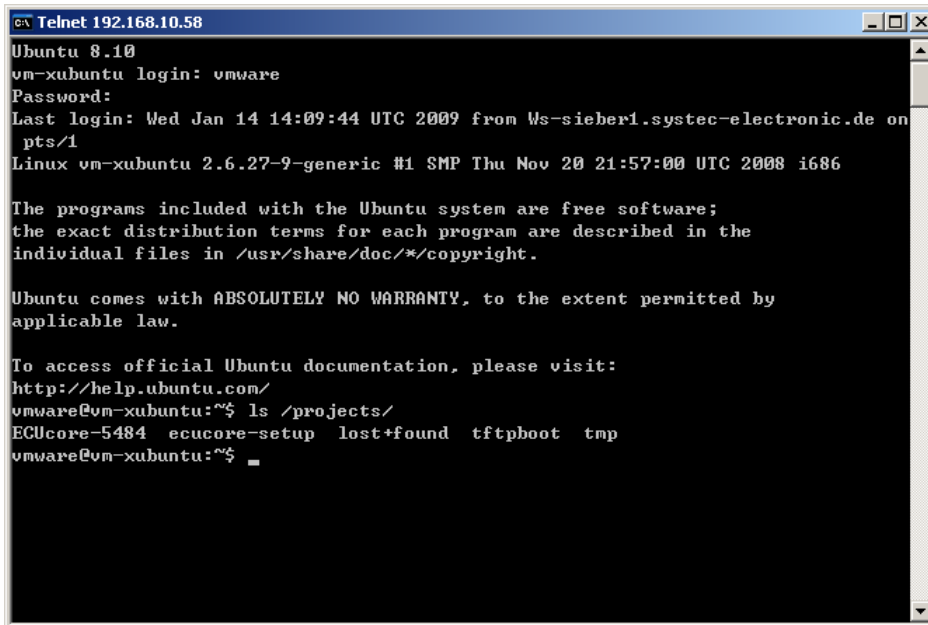 Telnet 192.168.10.58
Ubuntu 8.10
vm-xubuntu login: vmware
Password:
Last login: Wed Jan 14 14:09:44 UTC 2009 from Ws-sieber1.systec-electronic.de on
 pts/1
Linux vm-xubuntu 2.6.27-9-generic #1 SMP Thu Nov 20 21:57:00 UTC 2008 i686
The programs included with the Ubuntu system are free software;
the exact distribution terms for each program are described in the
individual files in /usr/share/doc/*/copyright.
Ubuntu comes with ABSOLUTELY NO WARRANTY, to the extent permitted by
applicable law.
To access official Ubuntu documentation, please visit:
http://help.ubuntu.com/
vmware@vm-xubuntu:~$ ls /projects/
ECUcore-5484  ecucore-setup  lost+found  tftpboot  tmp
vmware@vm-xubuntu:~$ _